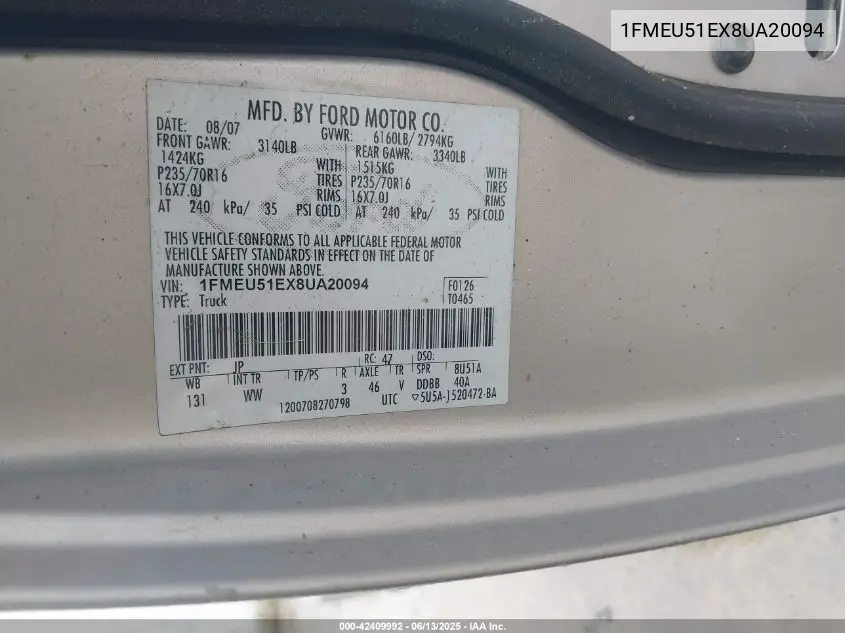 1FMEU51EX8UA20094
MFD. BY FORD MOTOR CO.
DATE: 08/07 GVWR: 6160LB/ 2794KG
FRONT GAWR: 3140LB REAR GAWR: 3340LB
1424KG WITH 1515KG WITH
P235/70R16 TIRES P235/70R16 TIRES
16X7.0J RIMS 16X7.0J RIMS
AT 240 kPa/ 35 PSI COLD AT 240 kPa/ 35 PSI COLD
THIS VEHICLE CONFORMS TO ALL APPLICABLE FEDERAL MOTOR
VEHICLE SAFETY STANDARDS IN EFFECT ON THE DATE OF
MANUFACTURE SHOWN ABOVE.
VIN: 1FMEU51EX8UA20094 F0126
TYPE: Truck T0465
EXT PNT: JP RC: 47 DSO:
WB INT TR TP/PS R AXLE TR SPR BU51A
131 WW 3 46 V DDBB 40A
1200708270798 UTC ▽5U5A-J520472-BA
000-42409992 - 06/13/2025 - IAA Inc.